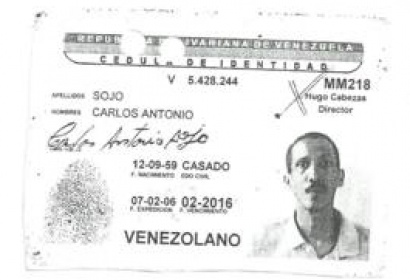 REPUBLICA BOLIVARIANA DE VENEZUELA
CEDULA DE IDENTIDAD
V 5.428.244
MM218
Hugo Cabezas
Director
APELLIDOS SOJO
NOMBRES CARLOS ANTONIO
Carlos Antonio Sojo
12-09-59 CASADO
F. NACIMIENTO EDO CIVIL
07-02-06 02-2016
F. EXPEDICION F. VENCIMIENTO
VENEZOLANO